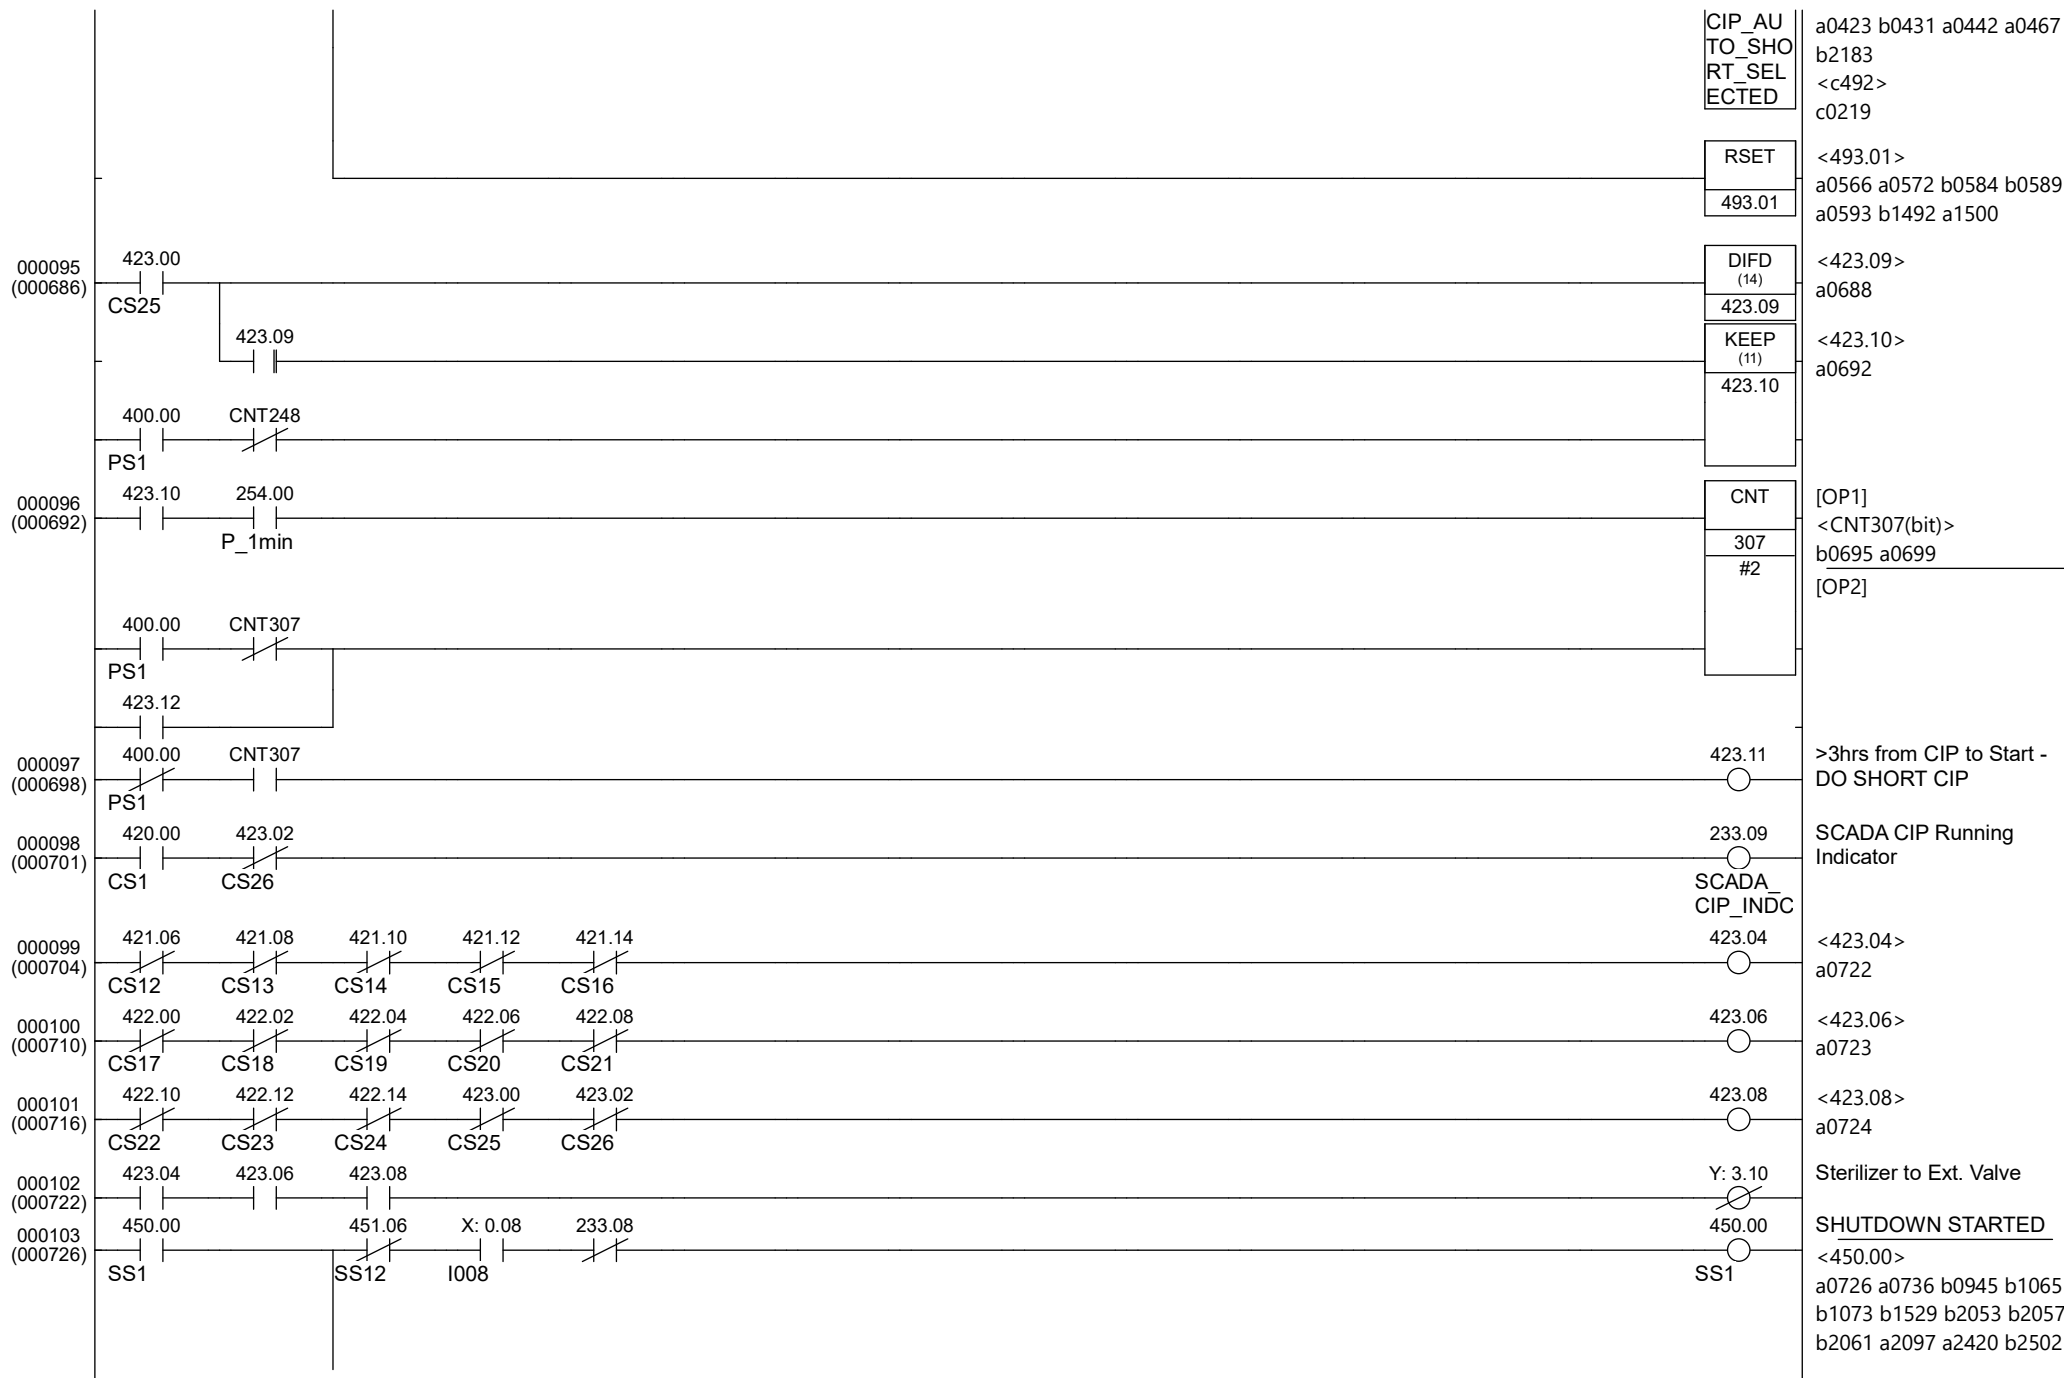 CIP_AU
TO_SHO
RT_SEL
ECTED
a0423 b0431 a0442 a0467
b2183
<c492>
c0219
RSET
493.01
<493.01>
a0566 a0572 b0584 b0589
a0593 b1492 a1500
000095
(000686)
423.00
CS25
DIFD
(14)
423.09
<423.09>
a0688
423.09
KEEP
(11)
423.10
<423.10>
a0692
400.00 CNT248
PS1
000096
(000692)
423.10 254.00
P_1min
CNT
307
#2
[OP1]
<CNT307(bit)>
b0695 a0699
[OP2]
400.00 CNT307
PS1
423.12
000097
(000698)
400.00 CNT307
PS1
423.11
>3hrs from CIP to Start -
DO SHORT CIP
000098
(000701)
420.00 423.02
CS1 CS26
233.09
SCADA_
CIP_INDC
SCADA CIP Running
Indicator
000099
(000704)
421.06 421.08 421.10 421.12 421.14
CS12 CS13 CS14 CS15 CS16
423.04
<423.04>
a0722
000100
(000710)
422.00 422.02 422.04 422.06 422.08
CS17 CS18 CS19 CS20 CS21
423.06
<423.06>
a0723
000101
(000716)
422.10 422.12 422.14 423.00 423.02
CS22 CS23 CS24 CS25 CS26
423.08
<423.08>
a0724
000102
(000722)
423.04 423.06 423.08
Y: 3.10
Sterilizer to Ext. Valve
000103
(000726)
450.00 451.06 X: 0.08 233.08
SS1 SS12 I008
450.00
SS1
SHUTDOWN STARTED
<450.00>
a0726 a0736 b0945 b1065
b1073 b1529 b2053 b2057
b2061 a2097 a2420 b2502